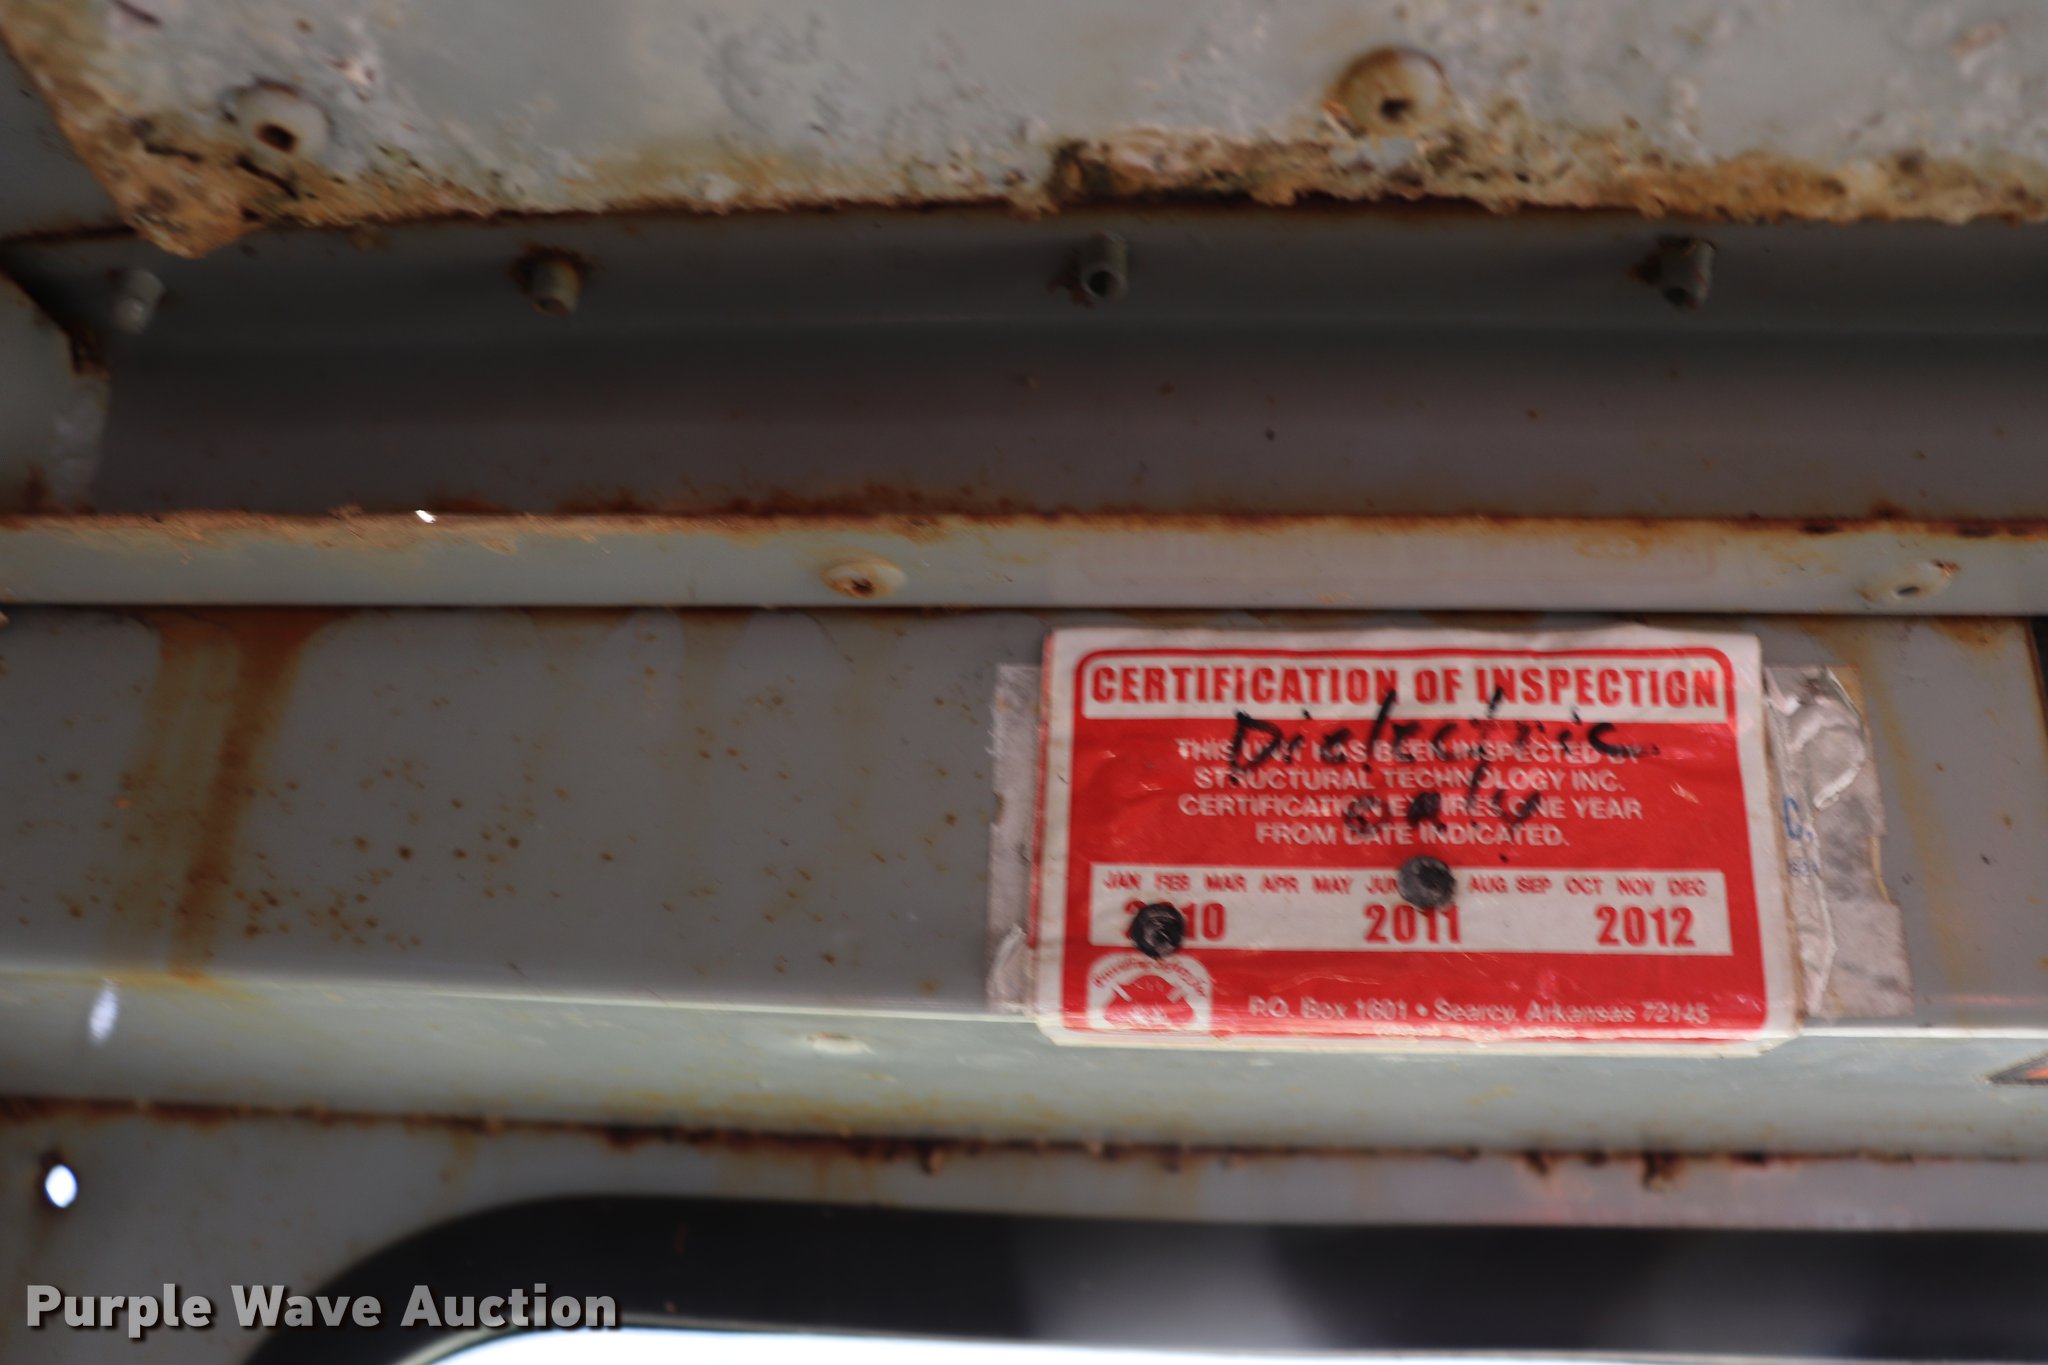 CERTIFICATION OF INSPECTION
Dielectric
THIS UNIT HAS BEEN INSPECTED BY
STRUCTURAL TECHNOLOGY INC.
CERTIFICATION EXPIRES ONE YEAR
only
FROM DATE INDICATED.
JAN FEB MAR APR MAY JUN AUG SEP OCT NOV DEC
2010 2011 2012
P.O. Box 1601 • Searcy, Arkansas 72145
C.
Purple Wave Auction